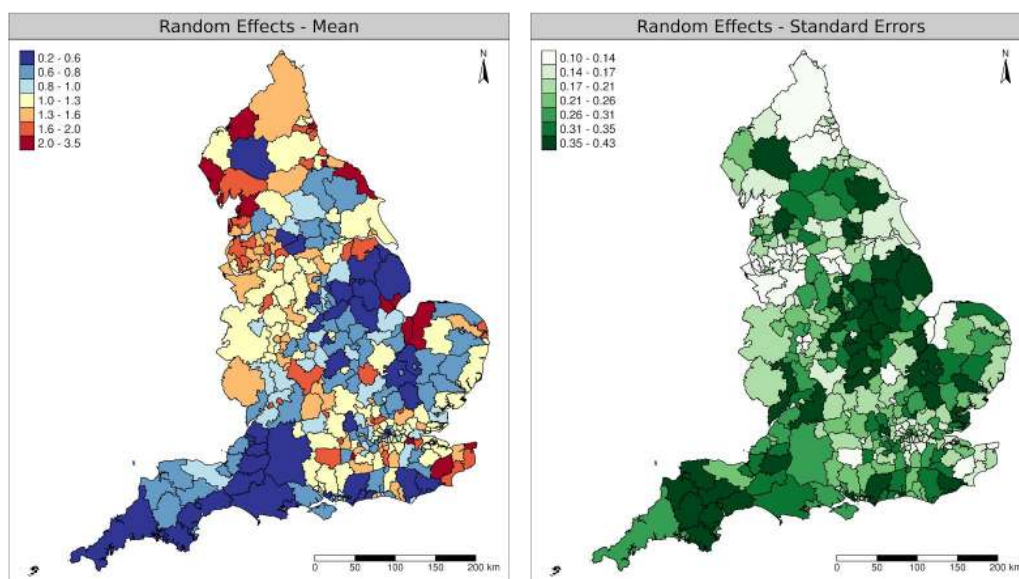 Random Effects - Mean
N
0.2 - 0.6
0.6 - 0.8
0.8 - 1.0
1.0 - 1.3
1.3 - 1.6
1.6 - 2.0
2.0 - 3.5
0 50 100 150 200 km
Random Effects - Standard Errors
N
0.10 - 0.14
0.14 - 0.17
0.17 - 0.21
0.21 - 0.26
0.26 - 0.31
0.31 - 0.35
0.35 - 0.43
0 50 100 150 200 km